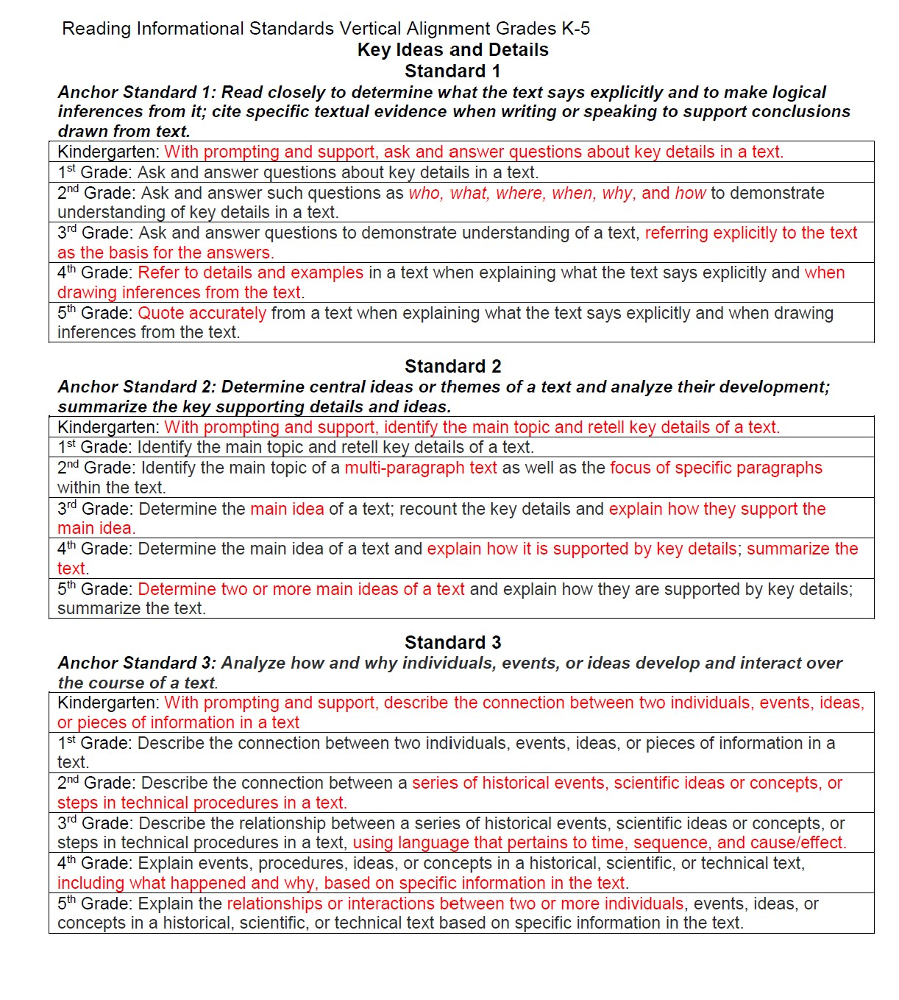 Reading Informational Standards Vertical Alignment Grades K-5
Key Ideas and Details
Standard 1
Anchor Standard 1: Read closely to determine what the text says explicitly and to make logical
inferences from it; cite specific textual evidence when writing or speaking to support conclusions
drawn from text.
Kindergarten: With prompting and support, ask and answer questions about key details in a text.
1st Grade: Ask and answer questions about key details in a text.
2nd Grade: Ask and answer such questions as who, what, where, when, why, and how to demonstrate
understanding of key details in a text.
3rd Grade: Ask and answer questions to demonstrate understanding of a text, referring explicitly to the text
as the basis for the answers.
4th Grade: Refer to details and examples in a text when explaining what the text says explicitly and when
drawing inferences from the text.
5th Grade: Quote accurately from a text when explaining what the text says explicitly and when drawing
inferences from the text.
Standard 2
Anchor Standard 2: Determine central ideas or themes of a text and analyze their development;
summarize the key supporting details and ideas.
Kindergarten: With prompting and support, identify the main topic and retell key details of a text.
1st Grade: Identify the main topic and retell key details of a text.
2nd Grade: Identify the main topic of a multi-paragraph text as well as the focus of specific paragraphs
within the text.
3rd Grade: Determine the main idea of a text; recount the key details and explain how they support the
main idea.
4th Grade: Determine the main idea of a text and explain how it is supported by key details; summarize the
text.
5th Grade: Determine two or more main ideas of a text and explain how they are supported by key details;
summarize the text.
Standard 3
Anchor Standard 3: Analyze how and why individuals, events, or ideas develop and interact over
the course of a text.
Kindergarten: With prompting and support, describe the connection between two individuals, events, ideas,
or pieces of information in a text
1st Grade: Describe the connection between two individuals, events, ideas, or pieces of information in a
text.
2nd Grade: Describe the connection between a series of historical events, scientific ideas or concepts, or
steps in technical procedures in a text.
3rd Grade: Describe the relationship between a series of historical events, scientific ideas or concepts, or
steps in technical procedures in a text, using language that pertains to time, sequence, and cause/effect.
4th Grade: Explain events, procedures, ideas, or concepts in a historical, scientific, or technical text,
including what happened and why, based on specific information in the text.
5th Grade: Explain the relationships or interactions between two or more individuals, events, ideas, or
concepts in a historical, scientific, or technical text based on specific information in the text.